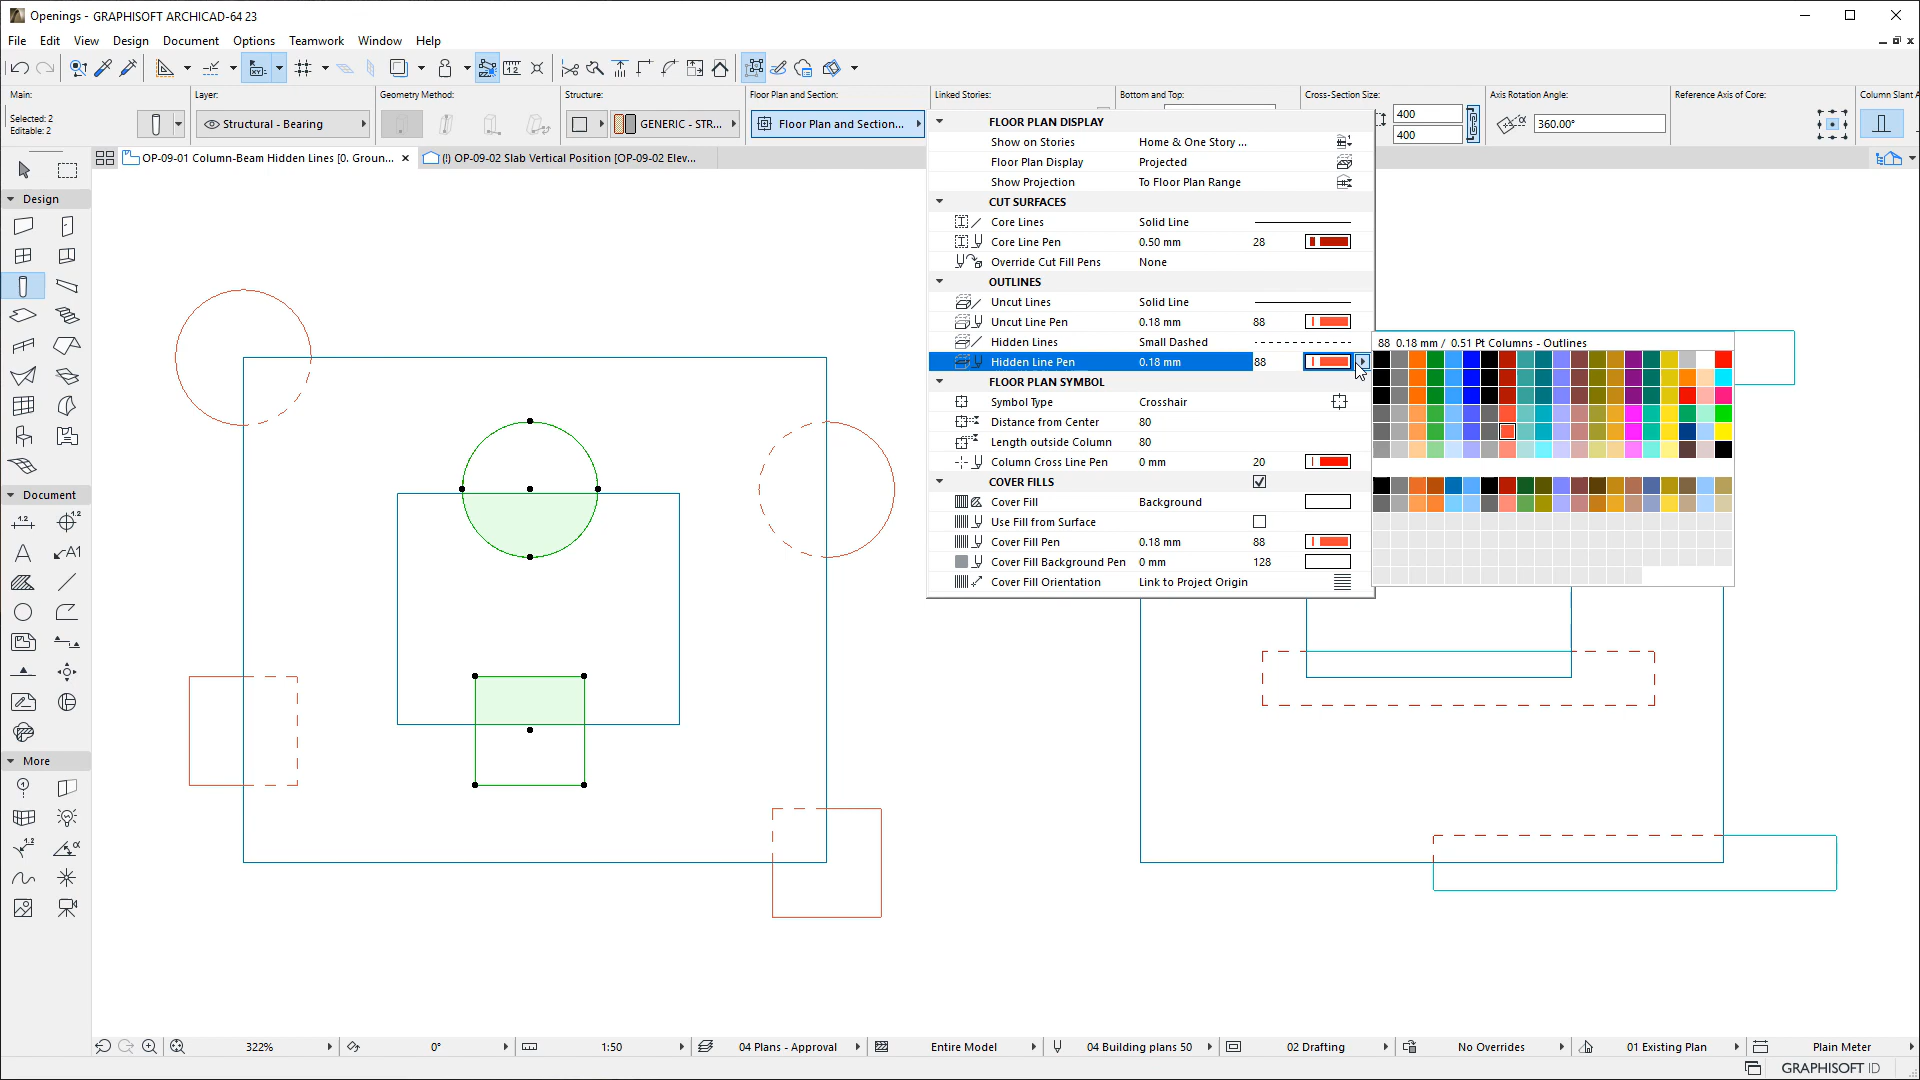 Openings - GRAPHISOFT ARCHICAD-64 23
File Edit View Design Document Options Teamwork Window Help
Main: Layer: Geometry Method: Structure: Floor Plan and Section: Linked Stories: Bottom and Top: Cross-Section Size: Axis Rotation Angle: Reference Axis of Core: Column Slant A
Selected: 2
Editable: 2
Structural - Bearing
GENERIC - STR...
Floor Plan and Section...
400
400
360.00°
OP-09-01 Column-Beam Hidden Lines [0. Groun...
(!) OP-09-02 Slab Vertical Position [OP-09-02 Elev...
Design
Document
More
FLOOR PLAN DISPLAY
Show on Stories Home & One Story ...
Floor Plan Display Projected
Show Projection To Floor Plan Range
CUT SURFACES
Core Lines Solid Line
Core Line Pen 0.50 mm 28
Override Cut Fill Pens None
OUTLINES
Uncut Lines Solid Line
Uncut Line Pen 0.18 mm 88
Hidden Lines Small Dashed
Hidden Line Pen 0.18 mm 88
FLOOR PLAN SYMBOL
Symbol Type Crosshair
Distance from Center 80
Length outside Column 80
Column Cross Line Pen 0 mm 20
COVER FILLS
Cover Fill Background
Use Fill from Surface
Cover Fill Pen 0.18 mm 88
Cover Fill Background Pen 0 mm 128
Cover Fill Orientation Link to Project Origin
88 0.18 mm / 0.51 Pt Columns - Outlines
322% 0° 1:50 04 Plans - Approval Entire Model 04 Building plans 50 02 Drafting No Overrides 01 Existing Plan Plain Meter
GRAPHISOFT ID